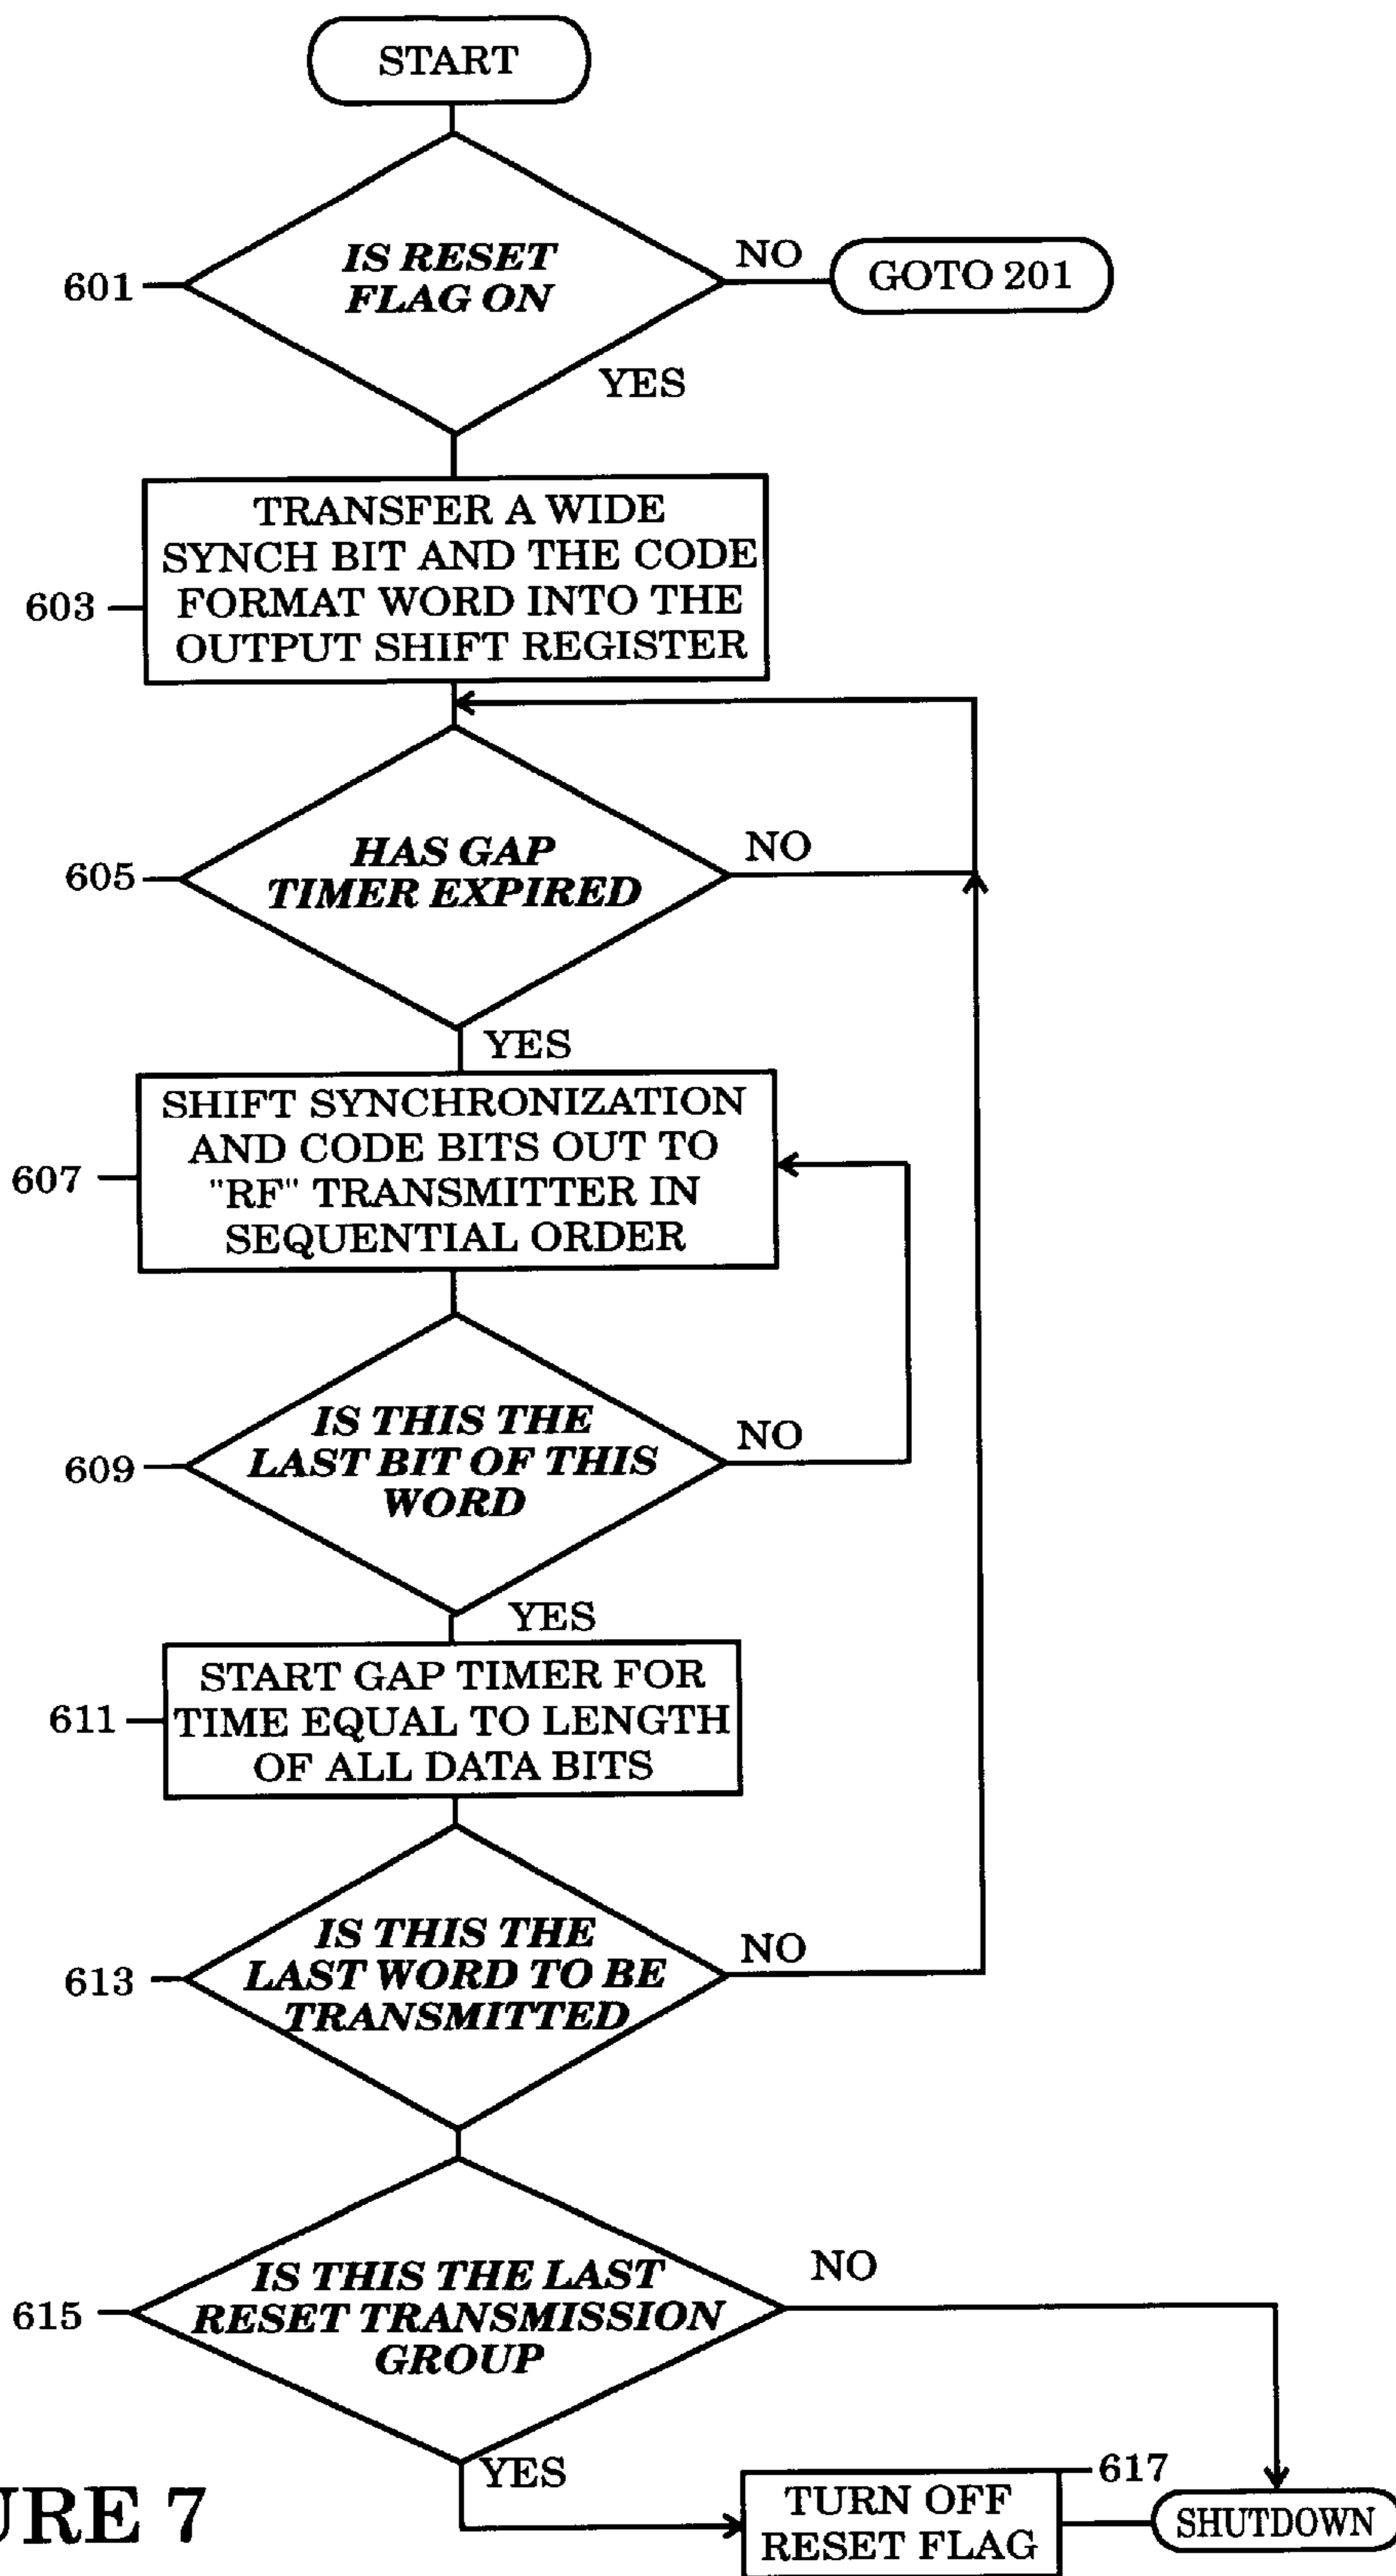 START
IS RESET
FLAG ON
601
NO
GOTO 201
YES
TRANSFER A WIDE
SYNCH BIT AND THE CODE
FORMAT WORD INTO THE
OUTPUT SHIFT REGISTER
603
HAS GAP
TIMER EXPIRED
605
NO
YES
SHIFT SYNCHRONIZATION
AND CODE BITS OUT TO
"RF" TRANSMITTER IN
SEQUENTIAL ORDER
607
IS THIS THE
LAST BIT OF THIS
WORD
609
NO
YES
START GAP TIMER FOR
TIME EQUAL TO LENGTH
OF ALL DATA BITS
611
IS THIS THE
LAST WORD TO BE
TRANSMITTED
613
NO
IS THIS THE LAST
RESET TRANSMISSION
GROUP
615
NO
YES
617
TURN OFF
RESET FLAG
SHUTDOWN
URE 7